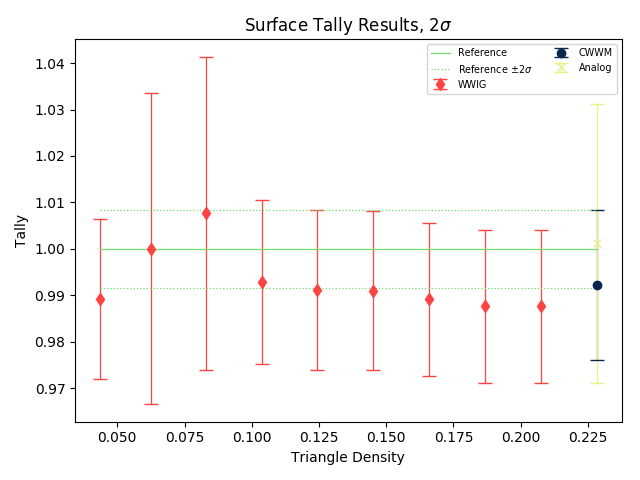 Surface Tally Results, 2σ
Reference
Reference ±2σ
WWIG
CWWM
Analog
1.04
1.03
1.02
1.01
1.00
0.99
0.98
0.97
Tally
0.050 0.075 0.100 0.125 0.150 0.175 0.200 0.225
Triangle Density